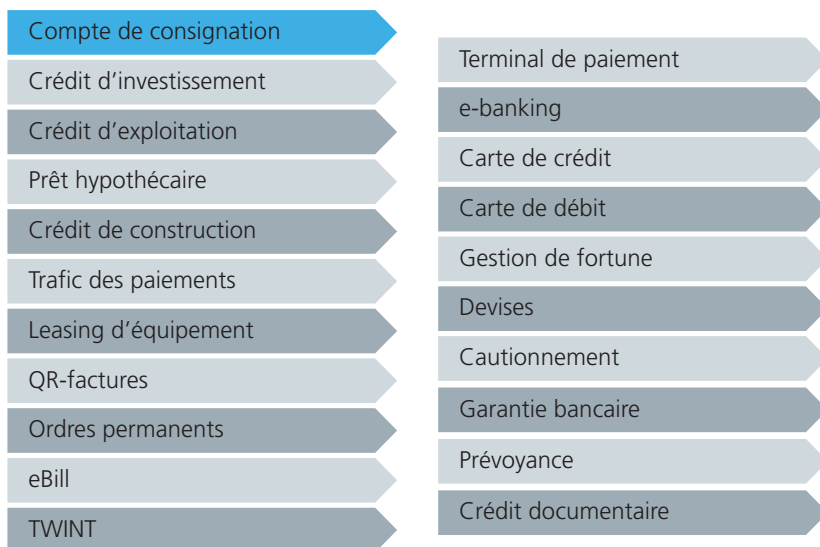 Compte de consignation
Crédit d’investissement
Crédit d’exploitation
Prêt hypothécaire
Crédit de construction
Trafic des paiements
Leasing d’équipement
QR-factures
Ordres permanents
eBill
TWINT
Terminal de paiement
e-banking
Carte de crédit
Carte de débit
Gestion de fortune
Devises
Cautionnement
Garantie bancaire
Prévoyance
Crédit documentaire